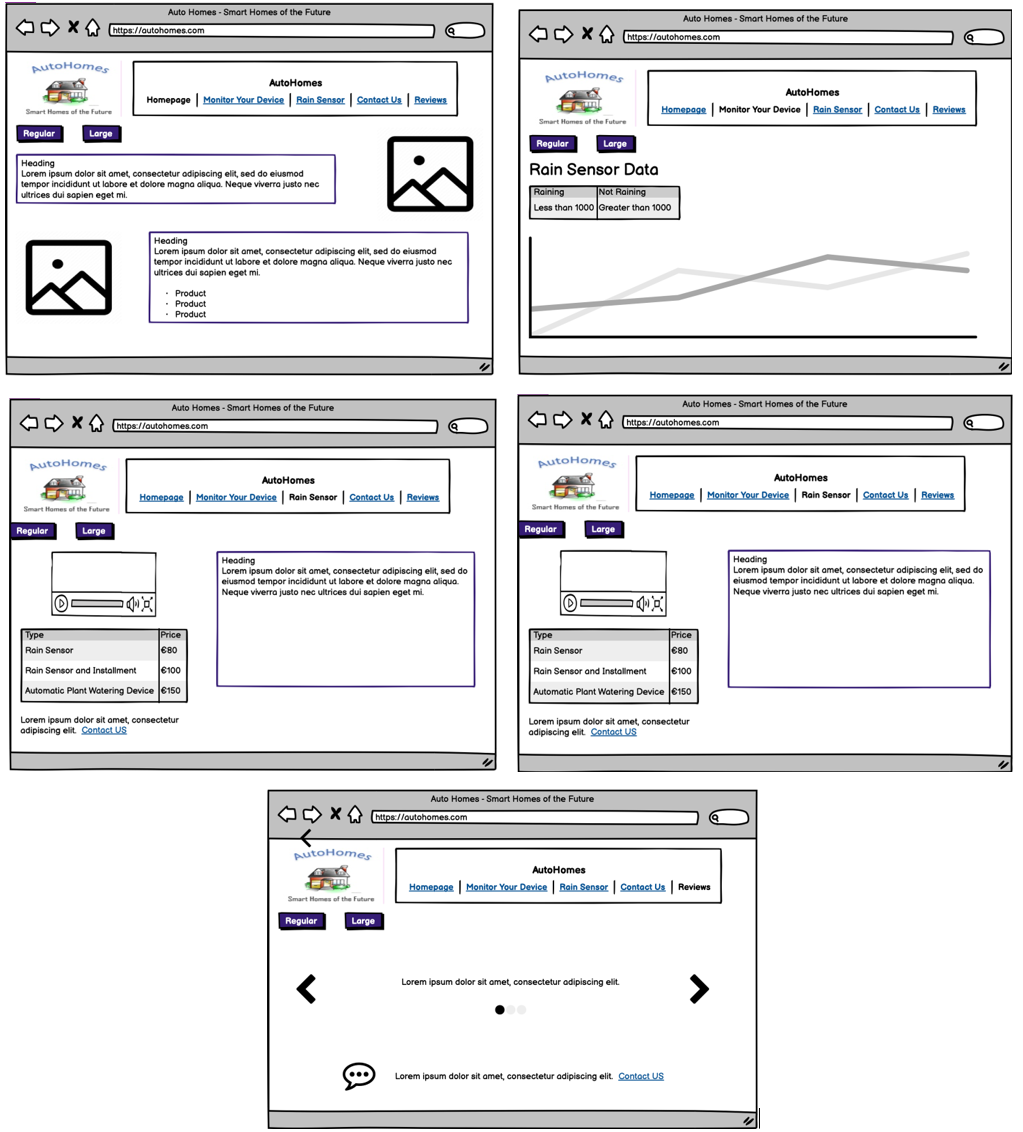 Auto Homes - Smart Homes of the Future
https://autohomes.com
AutoHomes
Smart Homes of the Future
AutoHomes
Homepage | Monitor Your Device | Rain Sensor | Contact Us | Reviews
Regular Large
Heading
Lorem ipsum dolor sit amet, consectetur adipiscing elit, sed do eiusmod
tempor incididunt ut labore et dolore magna aliqua. Neque viverra justo nec
ultrices dui sapien eget mi.
Heading
Lorem ipsum dolor sit amet, consectetur adipiscing elit, sed do eiusmod
tempor incididunt ut labore et dolore magna aliqua. Neque viverra justo nec
ultrices dui sapien eget mi.
· Product
· Product
· Product
Auto Homes - Smart Homes of the Future
https://autohomes.com
AutoHomes
Smart Homes of the Future
AutoHomes
Homepage | Monitor Your Device | Rain Sensor | Contact Us | Reviews
Regular Large
Rain Sensor Data
Raining Not Raining
Less than 1000 Greater than 1000
Auto Homes - Smart Homes of the Future
https://autohomes.com
AutoHomes
Smart Homes of the Future
AutoHomes
Homepage | Monitor Your Device | Rain Sensor | Contact Us | Reviews
Regular Large
Heading
Lorem ipsum dolor sit amet, consectetur adipiscing elit, sed do
eiusmod tempor incididunt ut labore et dolore magna aliqua.
Neque viverra justo nec ultrices dui sapien eget mi.
Type Price
Rain Sensor €80
Rain Sensor and Installment €100
Automatic Plant Watering Device €150
Lorem ipsum dolor sit amet, consectetur
adipiscing elit. Contact US
Auto Homes - Smart Homes of the Future
https://autohomes.com
AutoHomes
Smart Homes of the Future
AutoHomes
Homepage | Monitor Your Device | Rain Sensor | Contact Us | Reviews
Regular Large
Heading
Lorem ipsum dolor sit amet, consectetur adipiscing elit, sed do
eiusmod tempor incididunt ut labore et dolore magna aliqua.
Neque viverra justo nec ultrices dui sapien eget mi.
Type Price
Rain Sensor €80
Rain Sensor and Installment €100
Automatic Plant Watering Device €150
Lorem ipsum dolor sit amet, consectetur
adipiscing elit. Contact US
Auto Homes - Smart Homes of the Future
https://autohomes.com
AutoHomes
Smart Homes of the Future
AutoHomes
Homepage | Monitor Your Device | Rain Sensor | Contact Us | Reviews
Regular Large
Lorem ipsum dolor sit amet, consectetur adipiscing elit.
Lorem ipsum dolor sit amet, consectetur adipiscing elit. Contact US